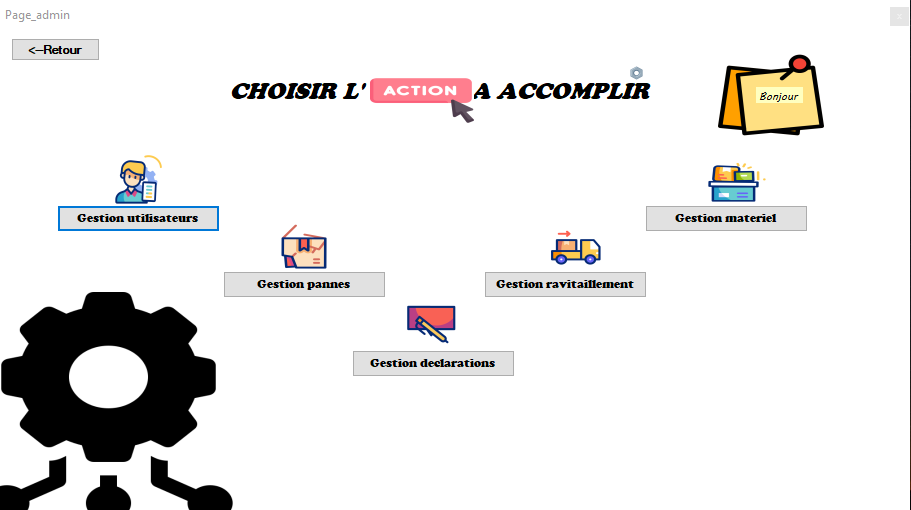 Page_admin
<--Retour
CHOISIR L' ACTION A ACCOMPLIR
Bonjour
Gestion utilisateurs
Gestion materiel
Gestion pannes
Gestion ravitaillement
Gestion declarations